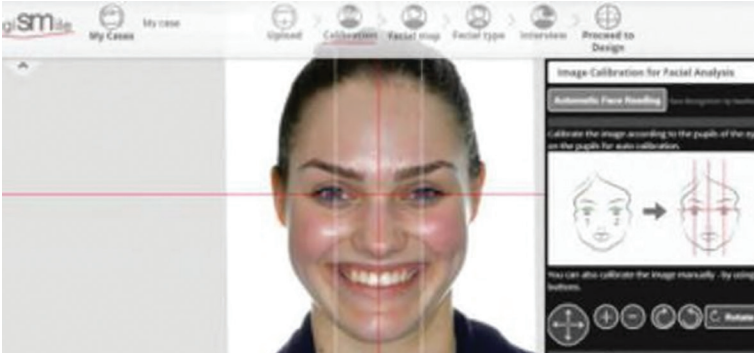 giSMile
My Cases
My case
Upload
Calibration
Facial map
Facial type
Interview
Proceed to
Design
Image Calibration for Facial Analysis
Automatic Face Reading
Calibrate the image according to the pupils of the ey
on the pupils for auto calibration.
You can also calibrate the image manually - by using
buttons.
Rotate